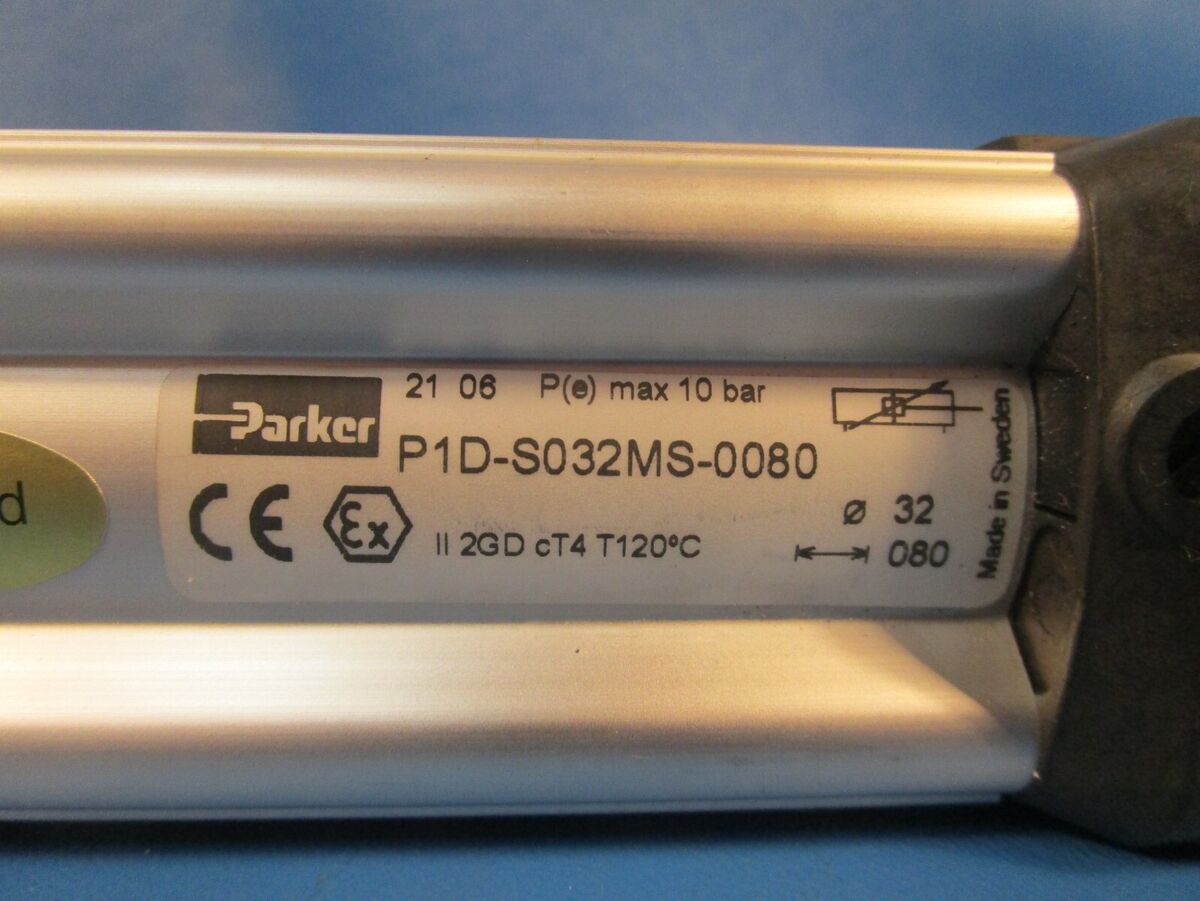 d
Parker
21 06 P(e) max 10 bar
P1D-S032MS-0080
CE Ex II 2GD cT4 T120°C
Ø 32
080
Made in Sweden